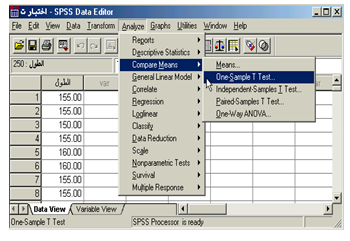 اختبار ت - SPSS Data Editor
File Edit View Data Transform Analyze Graphs Utilities Window Help
250 : الطول
Reports
Descriptive Statistics
Compare Means
General Linear Model
Correlate
Regression
Loglinear
Classify
Data Reduction
Scale
Nonparametric Tests
Survival
Multiple Response
Means...
One-Sample T Test...
Independent-Samples T Test...
Paired-Samples T Test...
One-Way ANOVA...
الطول var var
1 155.00
2 155.00
3 150.00
4 155.00
5 160.00
6 160.00
7 155.00
8 155.00
Data View Variable View
One-Sample T Test SPSS Processor is ready